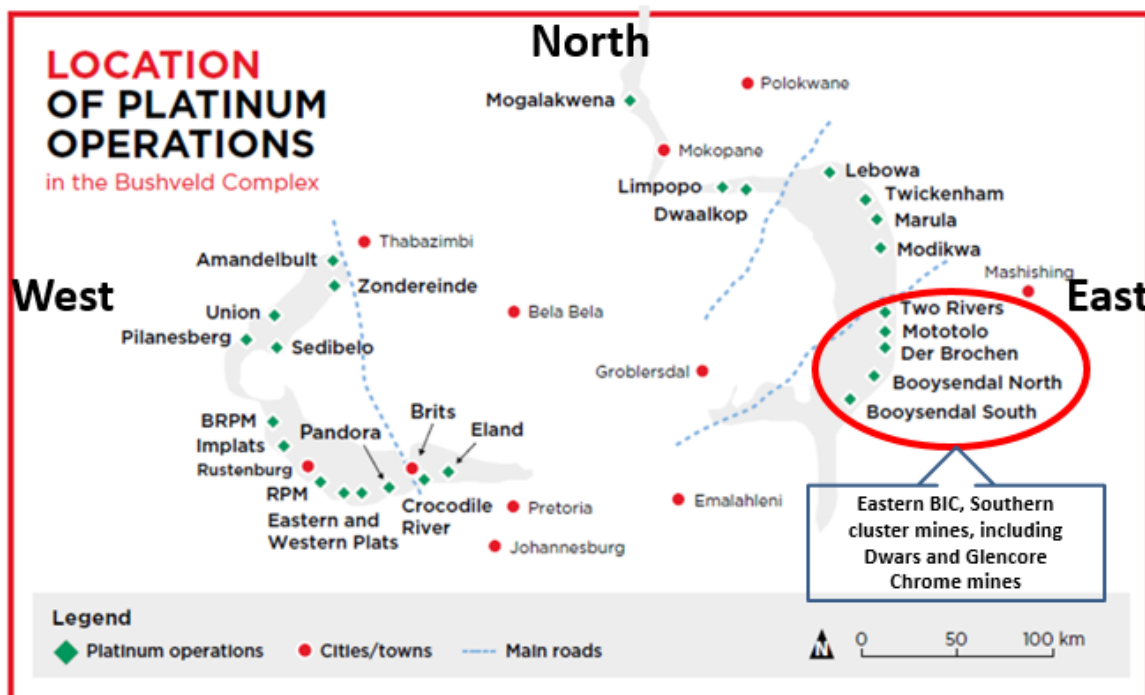 LOCATION
OF PLATINUM
OPERATIONS
in the Bushveld Complex
North
Polokwane
Mogalakwena
Mokopane
Limpopo
Dwaalkop
Lebowa
Twickenham
Marula
Modikwa
Mashishing
Thabazimbi
Amandelbult
Zondereinde
West
East
Union
Pilanesberg
Sedibelo
Bela Bela
Two Rivers
Mototolo
Der Brochen
Groblersdal
Booysendal North
Booysendal South
BRPM
Implats
Rustenburg
RPM
Pandora
Brits
Eland
Eastern and
Western Plats
Crocodile
River
Pretoria
Johannesburg
Emalahleni
Eastern BIC, Southern
cluster mines, including
Dwars and Glencore
Chrome mines
Legend
Platinum operations
Cities/towns
Main roads
N
0 50 100 km